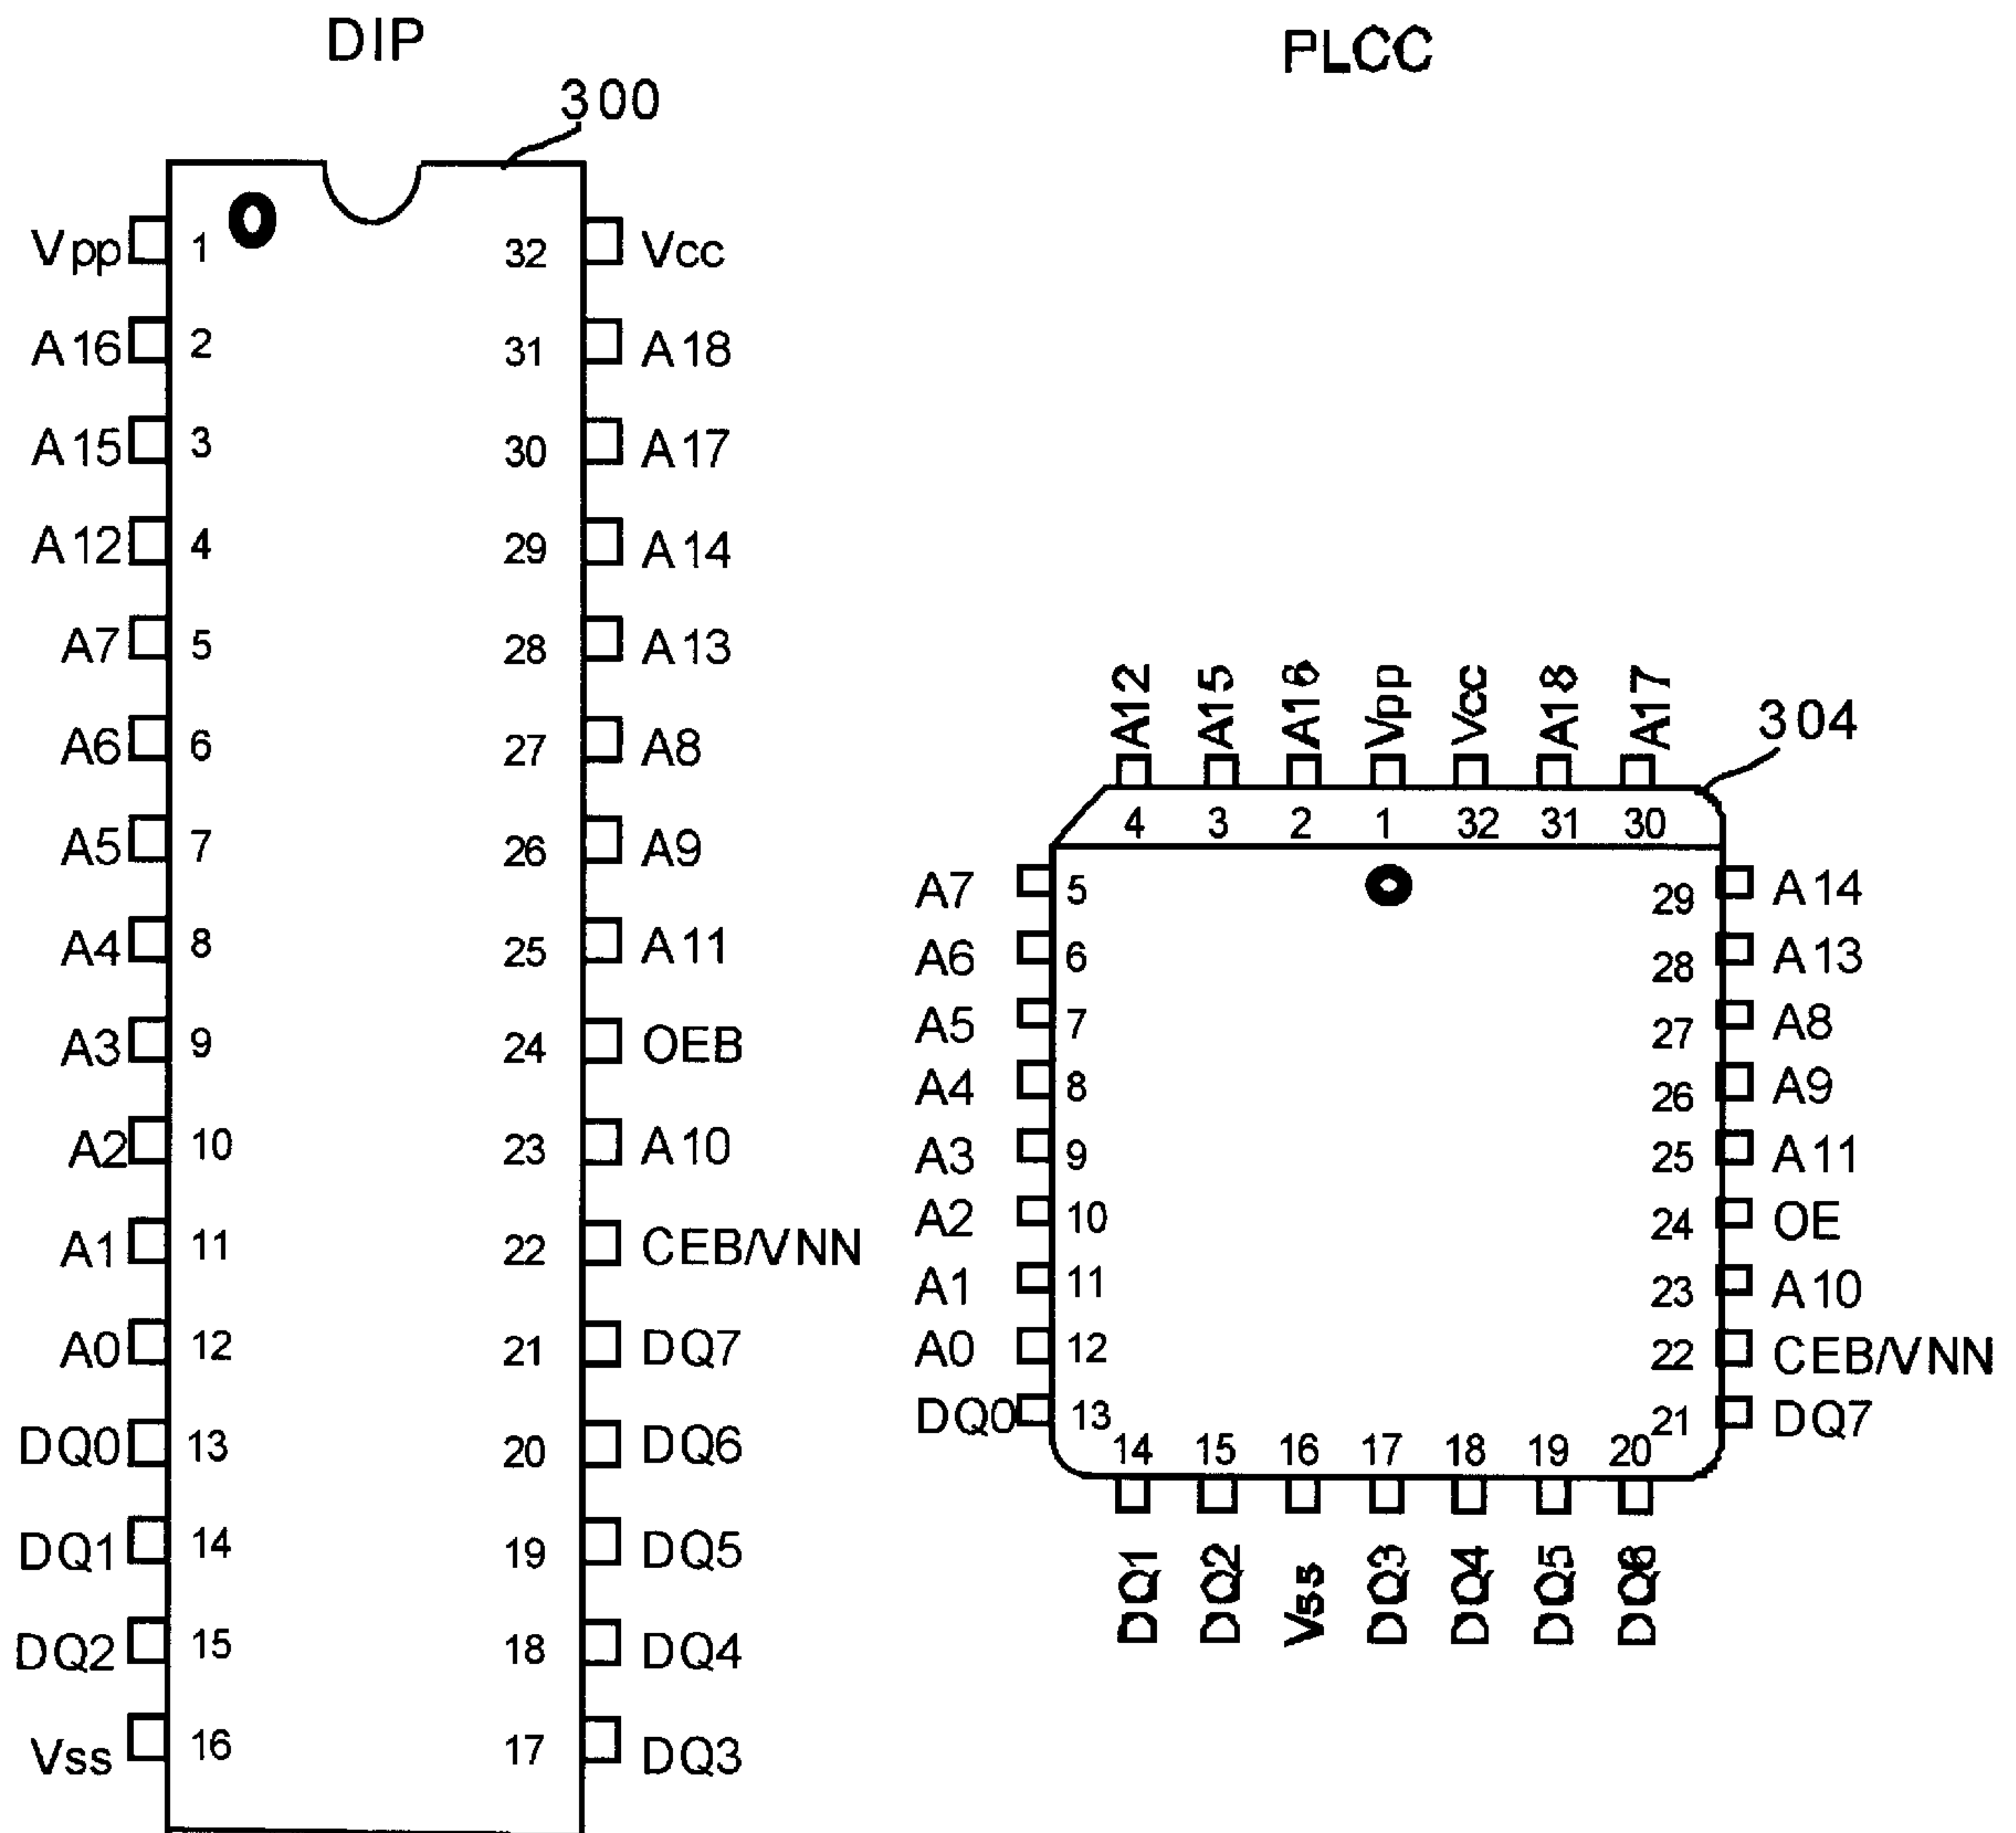 DIP
300
Vpp 1 32 Vcc
A16 2 31 A18
A15 3 30 A17
A12 4 29 A14
A7 5 28 A13
A6 6 27 A8
A5 7 26 A9
A4 8 25 A11
A3 9 24 OEB
A2 10 23 A10
A1 11 22 CEB/VNN
A0 12 21 DQ7
DQ0 13 20 DQ6
DQ1 14 19 DQ5
DQ2 15 18 DQ4
Vss 16 17 DQ3
PLCC
304
A12 A15 A16 Vpp Vcc A18 A17
4 3 2 1 32 31 30
A7 5 29 A14
A6 6 28 A13
A5 7 27 A8
A4 8 26 A9
A3 9 25 A11
A2 10 24 OE
A1 11 23 A10
A0 12 22 CEB/VNN
DQ0 13 21 DQ7
14 15 16 17 18 19 20
DQ1 DQ2 Vss DQ3 DQ4 DQ5 DQ6